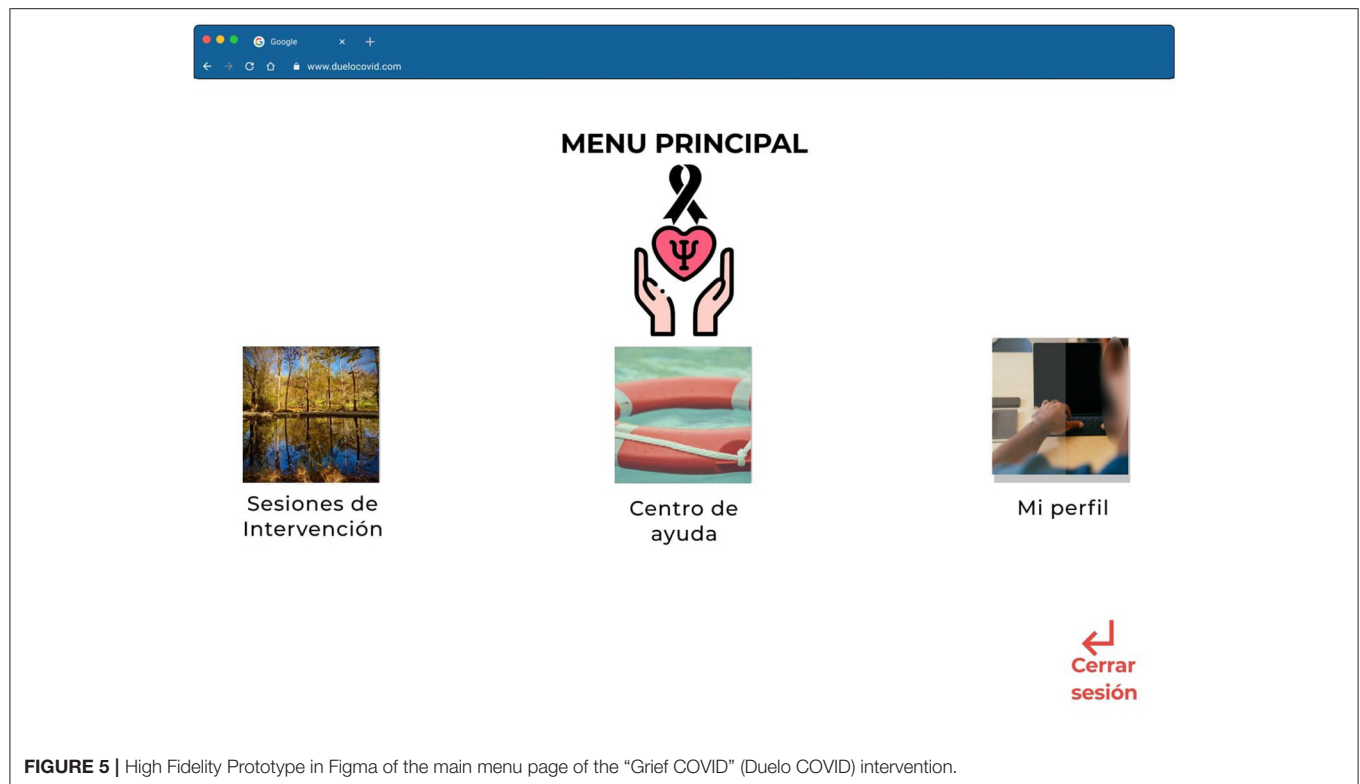 Google
www.duelocovid.com
MENU PRINCIPAL
Ψ
Sesiones de
Intervención
Centro de
ayuda
Mi perfil
Cerrar
sesión
FIGURE 5 | High Fidelity Prototype in Figma of the main menu page of the “Grief COVID” (Duelo COVID) intervention.